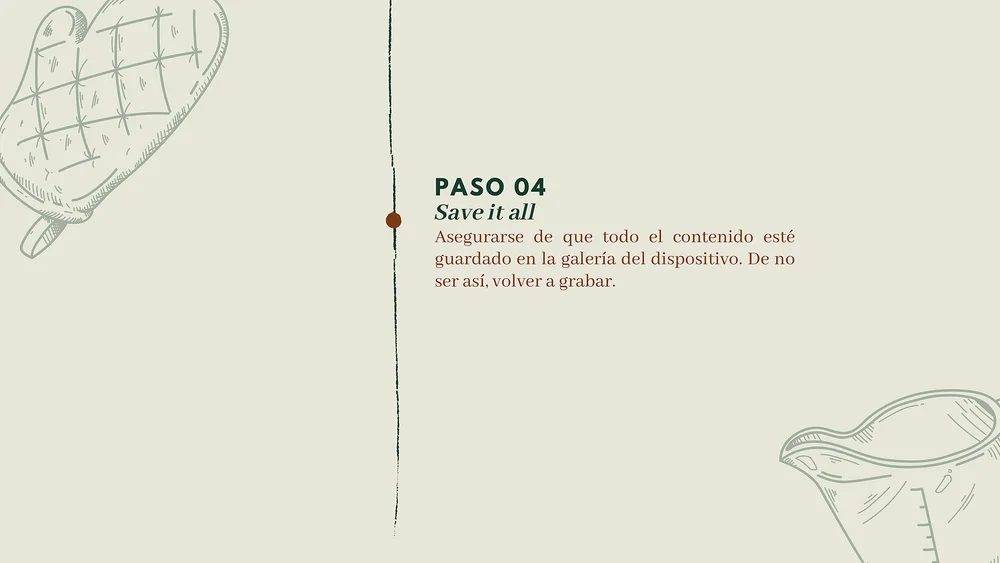 PASO 04
Save it all
Asegurarse de que todo el contenido esté
guardado en la galería del dispositivo. De no
ser así, volver a grabar.